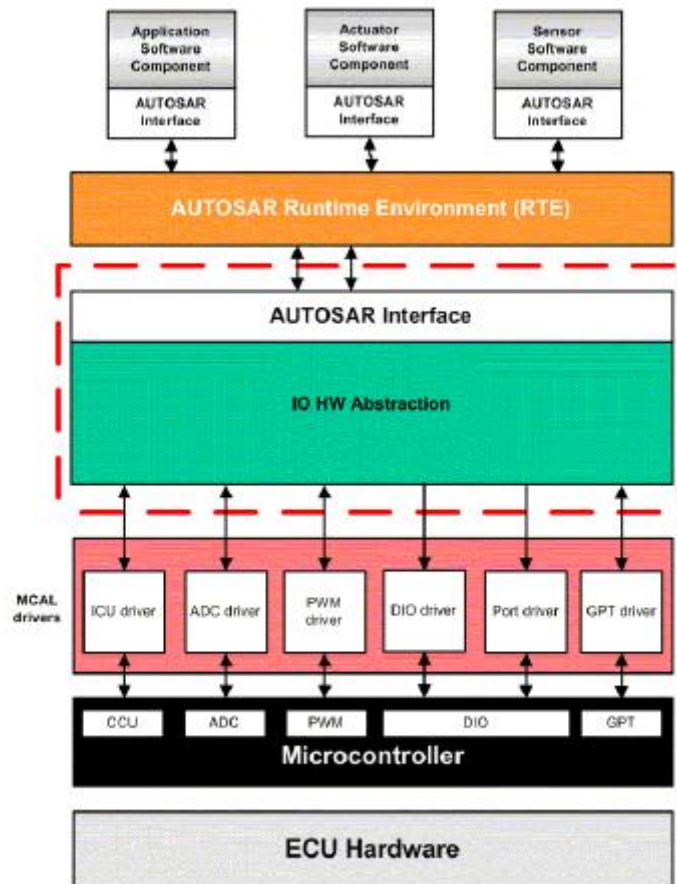 Application
Software
Component
AUTOSAR
Interface
Actuator
Software
Component
AUTOSAR
Interface
Sensor
Software
Component
AUTOSAR
Interface
AUTOSAR Runtime Environment (RTE)
AUTOSAR Interface
IO HW Abstraction
MCAL
drivers
ICU driver
ADC driver
PWM
driver
DIO driver
Port driver
GPT driver
CCU
ADC
PWM
DIO
GPT
Microcontroller
ECU Hardware